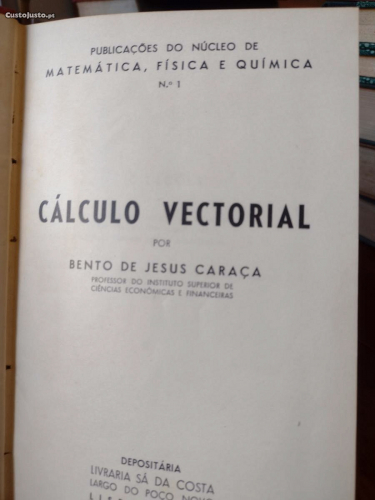 CustoJusto.pt
PUBLICAÇÕES DO NÚCLEO DE
MATEMÁTICA, FÍSICA E QUÍMICA
N.º 1
CÁLCULO VECTORIAL
POR
BENTO DE JESUS CARAÇA
PROFESSOR DO INSTITUTO SUPERIOR DE
CIÊNCIAS ECONÓMICAS E FINANCEIRAS
DEPOSITÁRIA
LIVRARIA SÁ DA COSTA
LARGO DO POÇO NOVO